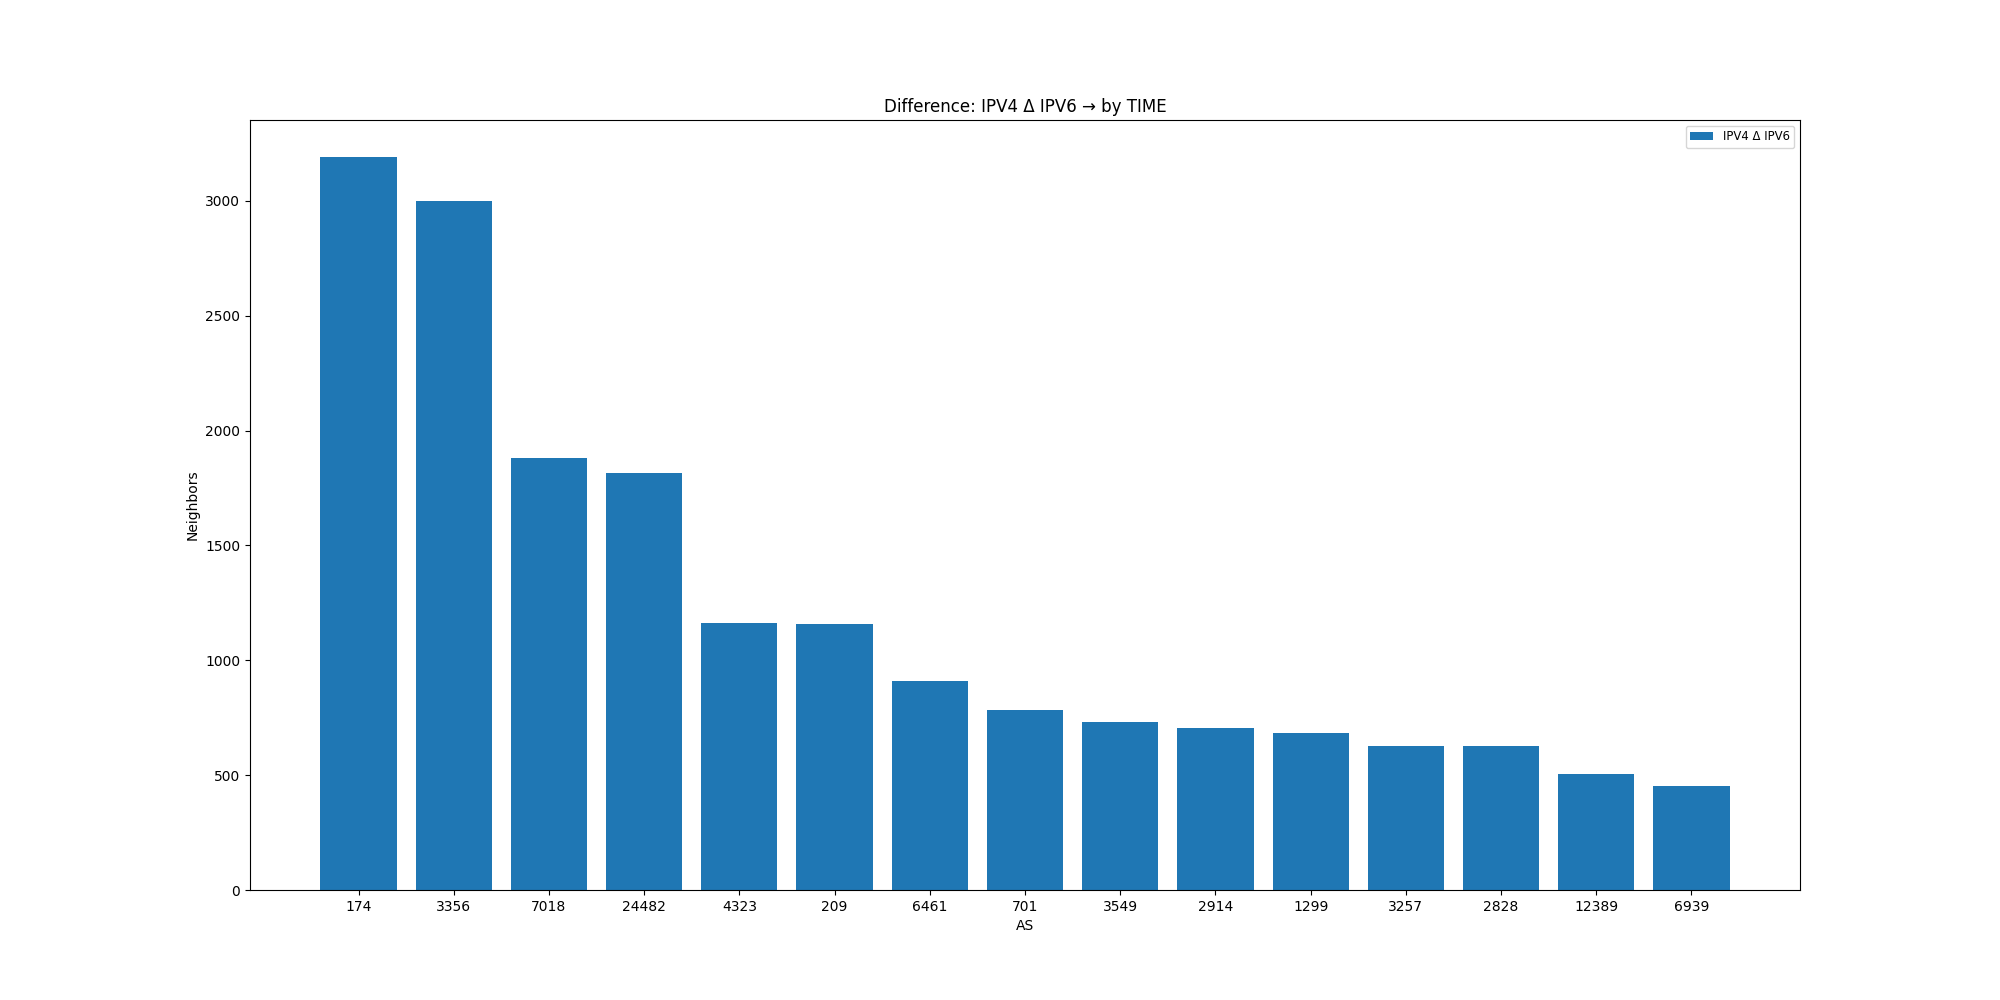 Difference: IPV4 Δ IPV6 → by TIME
IPV4 Δ IPV6
3000
2500
2000
1500
1000
500
0
Neighbors
174 3356 7018 24482 4323 209 6461 701 3549 2914 1299 3257 2828 12389 6939
AS